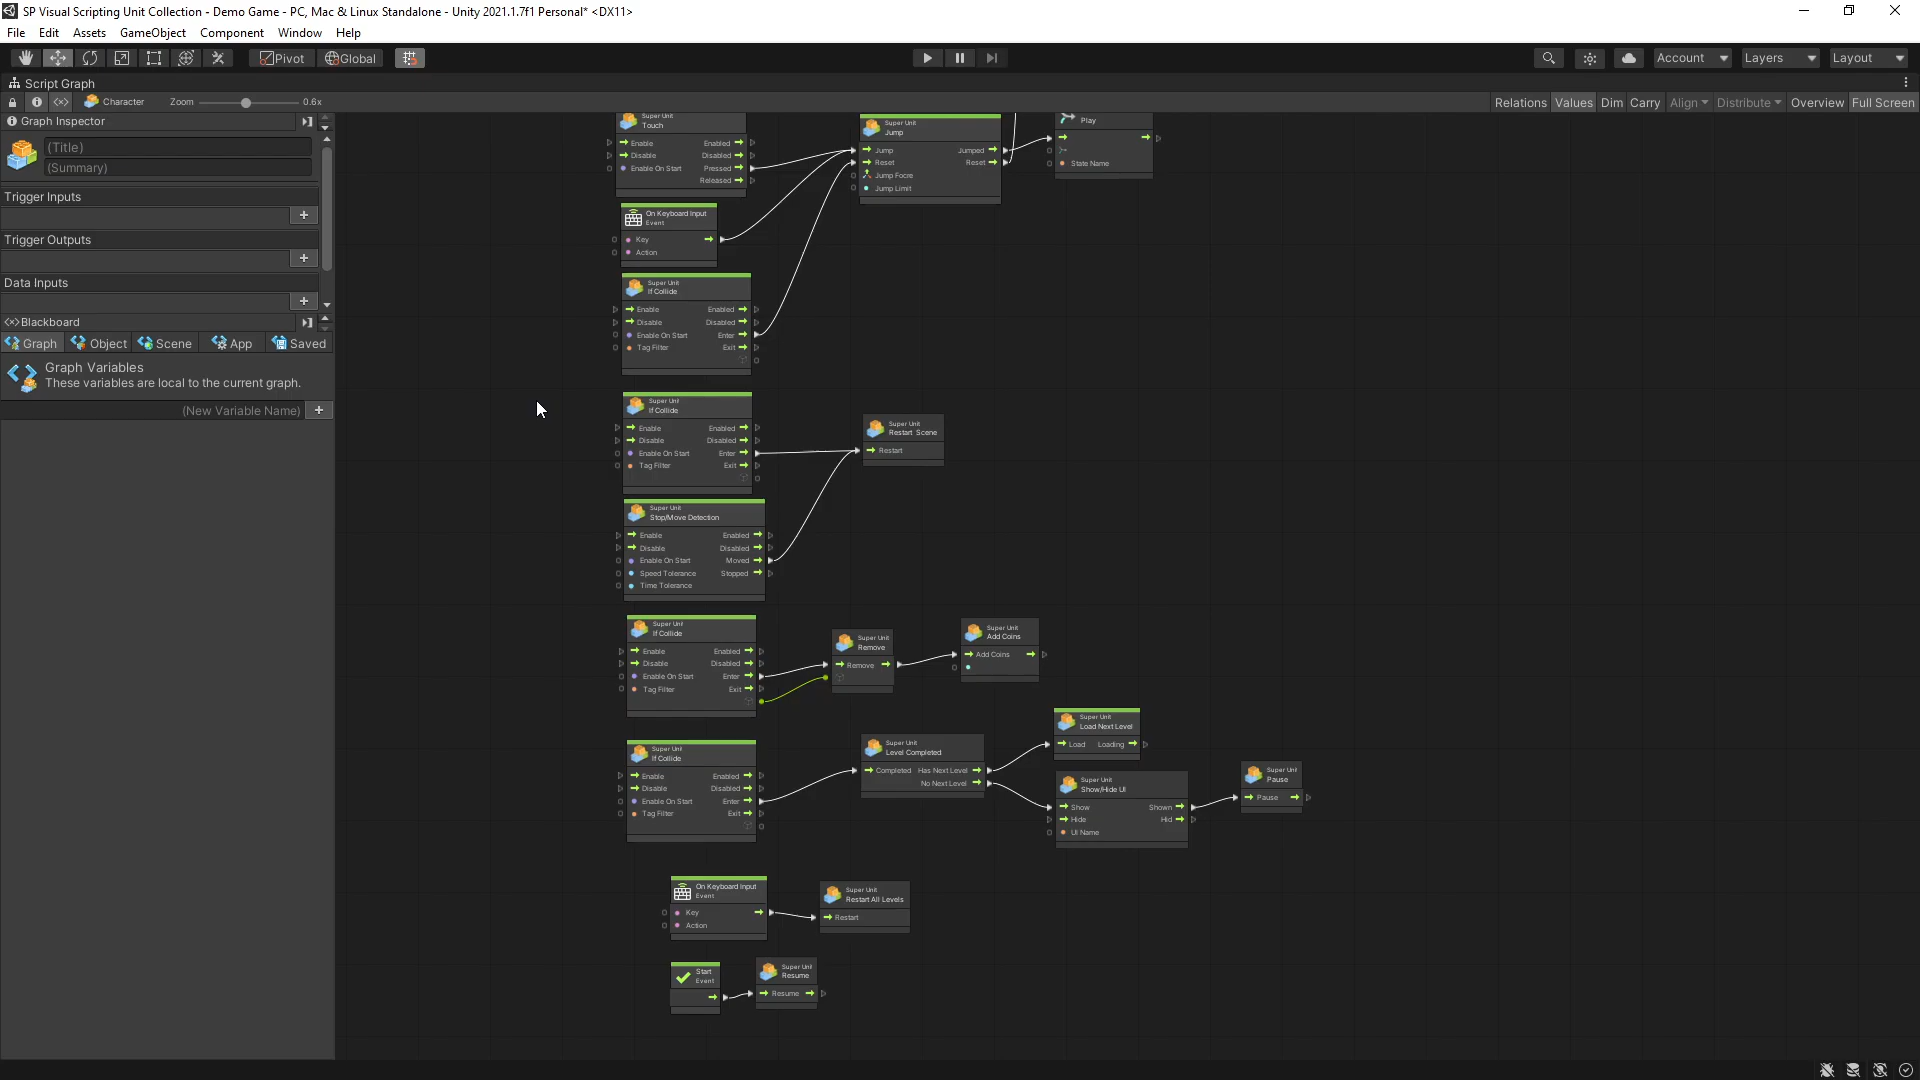 SP Visual Scripting Unit Collection - Demo Game - PC, Mac & Linux Standalone - Unity 2021.1.7f1 Personal* <DX11>
File Edit Assets GameObject Component Window Help
Pivot Global Account Layers Layout
Script Graph
<x> Character Zoom 0.6x Relations Values Dim Carry Align Distribute Overview Full Screen
Graph Inspector
(Title)
(Summary)
Trigger Inputs
+
Trigger Outputs
+
Data Inputs
+
<x>Blackboard
Graph Object Scene App Saved
Graph Variables
These variables are local to the current graph.
(New Variable Name) +
Super Unit
Touch
Enable Enabled
Disable Disabled
Enable On Start Pressed
Released
Super Unit
Jump
Jump Jumped
Reset Reset
Jump Focre
Jump Limit
Play
State Name
On Keyboard Input
Event
Key
Action
Super Unit
If Collide
Enable Enabled
Disable Disabled
Enable On Start Enter
Tag Filter Exit
Super Unit
If Collide
Enable Enabled
Disable Disabled
Enable On Start Enter
Tag Filter Exit
Super Unit
Restart Scene
Restart
Super Unit
Stop/Move Detection
Enable Enabled
Disable Disabled
Enable On Start Moved
Speed Tolerance Stopped
Time Tolerance
Super Unit
If Collide
Enable Enabled
Disable Disabled
Enable On Start Enter
Tag Filter Exit
Super Unit
Remove
Remove
Super Unit
Add Coins
Add Coins
Super Unit
If Collide
Enable Enabled
Disable Disabled
Enable On Start Enter
Tag Filter Exit
Super Unit
Level Completed
Completed Has Next Level
No Next Level
Super Unit
Load Next Level
Load Loading
Super Unit
Show/Hide UI
Show Shown
Hide Hid
UI Name
Super Unit
Pause
Pause
On Keyboard Input
Event
Key
Action
Super Unit
Restart All Levels
Restart
Start
Event
Super Unit
Resume
Resume